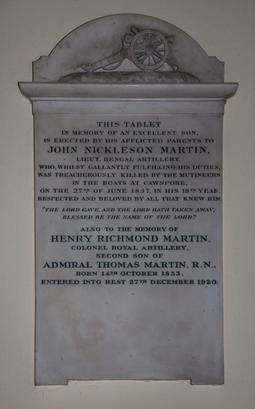 THIS TABLET
IN MEMORY OF AN EXCELLENT SON,
IS ERECTED BY HIS AFFLICTED PARENTS TO
JOHN NICKLESON MARTIN,
LIEUT. BENGAL ARTILLERY.
WHO, WHILST GALLANTLY FULFILLING HIS DUTIES,
WAS TREACHEROUSLY KILLED BY THE MUTINEERS
IN THE BOATS AT CAWNPORE,
ON THE 27TH OF JUNE 1857, IN HIS 18TH YEAR.
RESPECTED AND BELOVED BY ALL THAT KNEW HIM
"THE LORD GAVE, AND THE LORD HATH TAKEN AWAY,
BLESSED BE THE NAME OF THE LORD."
ALSO TO THE MEMORY OF
HENRY RICHMOND MARTIN,
COLONEL ROYAL ARTILLERY,
SECOND SON OF
ADMIRAL THOMAS MARTIN, R.N.,
BORN 14TH OCTOBER 1833,
ENTERED INTO REST 27TH DECEMBER 1920.